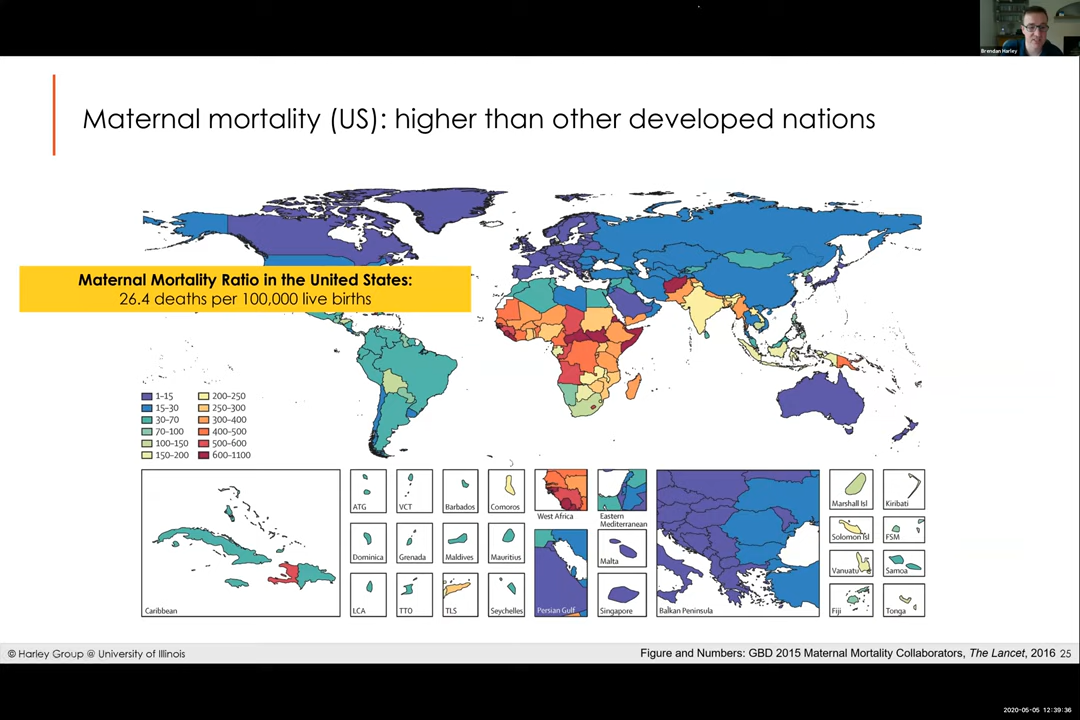 Brendan Harley
Maternal mortality (US): higher than other developed nations
Maternal Mortality Ratio in the United States:
26.4 deaths per 100,000 live births
1–15
15–30
30–70
70–100
100–150
150–200
200–250
250–300
300–400
400–500
500–600
600–1100
Caribbean
ATG
VCT
Barbados
Comoros
West Africa
Eastern
Mediterranean
Marshall Isl
Kiribati
Dominica
Grenada
Maldives
Mauritius
Malta
Solomon Isl
FSM
Vanuatu
Samoa
LCA
TTO
TLS
Seychelles
Persian Gulf
Singapore
Balkan Peninsula
Fiji
Tonga
© Harley Group @ University of Illinois
Figure and Numbers: GBD 2015 Maternal Mortality Collaborators, The Lancet, 2016 25
2020-05-05 12:39:36